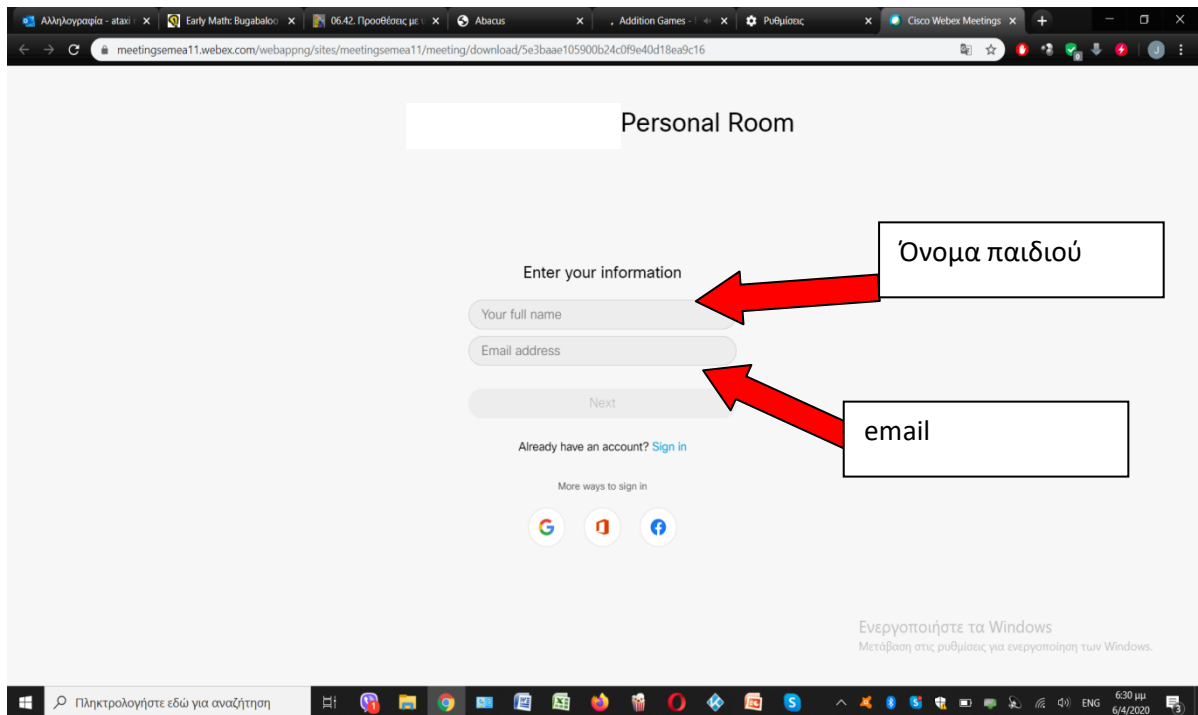 Αλληλογραφία - ataxi
Early Math: Bugabaloo
06.42. Προσθέσεις με
Abacus
Addition Games -
Ρυθμίσεις
Cisco Webex Meetings
meetingsemea11.webex.com/webappng/sites/meetingsemea11/meeting/download/5e3baae105900b24c0f9e40d18ea9c16
Personal Room
Όνομα παιδιού
Enter your information
Your full name
Email address
Next
email
Already have an account? Sign in
More ways to sign in
Ενεργοποιήστε τα Windows
Μετάβαση στις ρυθμίσεις για ενεργοποίηση των Windows.
Πληκτρολογήστε εδώ για αναζήτηση
ENG
6:30 μμ
6/4/2020